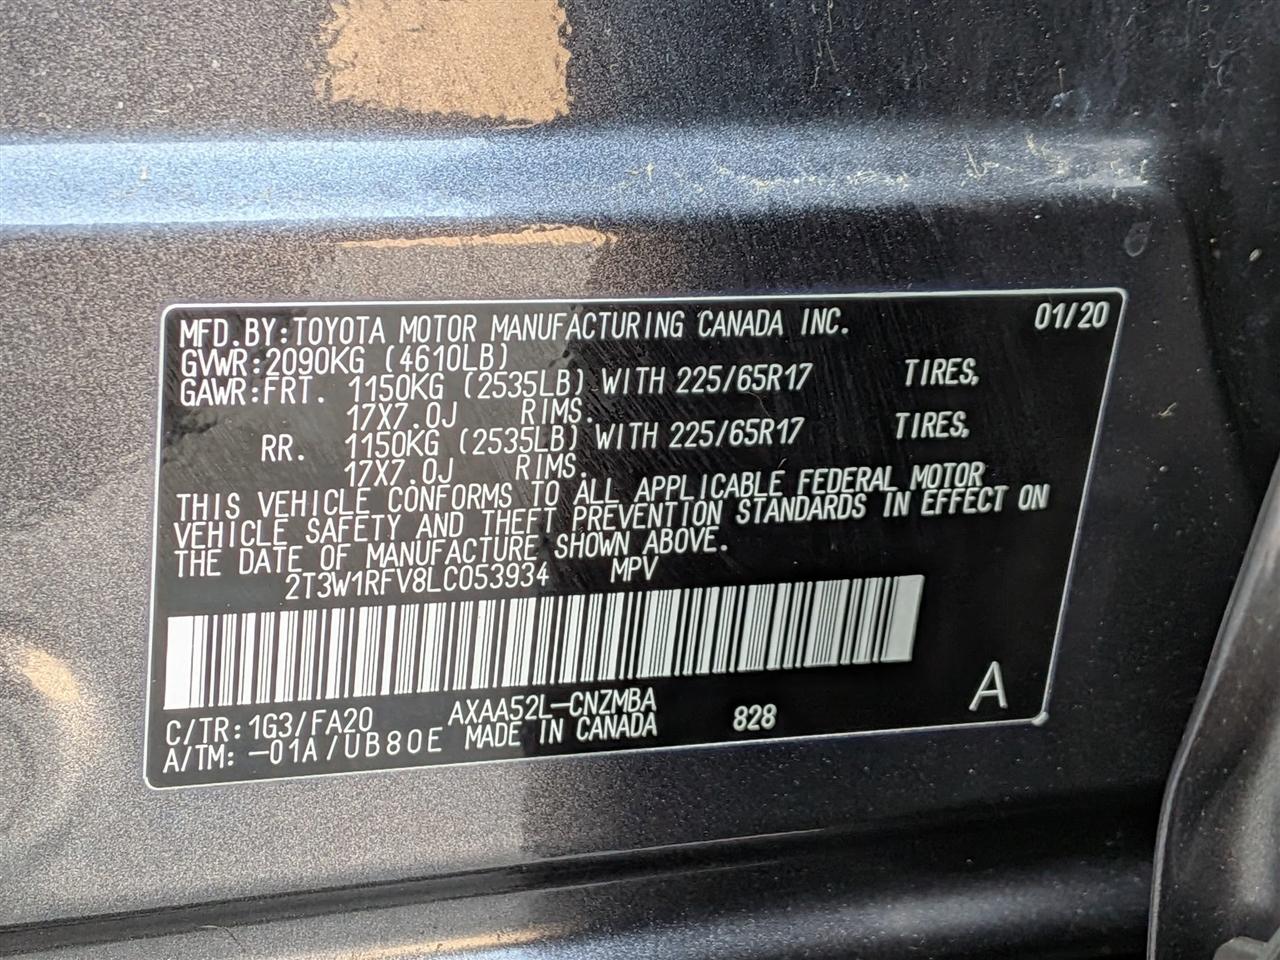 MFD.BY:TOYOTA MOTOR MANUFACTURING CANADA INC. 01/20
GVWR:2090KG (4610LB)
GAWR:FRT. 1150KG (2535LB) WITH 225/65R17 TIRES,
17X7.0J RIMS.
RR. 1150KG (2535LB) WITH 225/65R17 TIRES,
17X7.0J RIMS.
THIS VEHICLE CONFORMS TO ALL APPLICABLE FEDERAL MOTOR
VEHICLE SAFETY AND THEFT PREVENTION STANDARDS IN EFFECT ON
THE DATE OF MANUFACTURE SHOWN ABOVE.
2T3W1RFV8LC053934 MPV
C/TR:1G3/FA20 AXAA52L-CNZMBA 828 A
A/TM:-01A/UB80E MADE IN CANADA